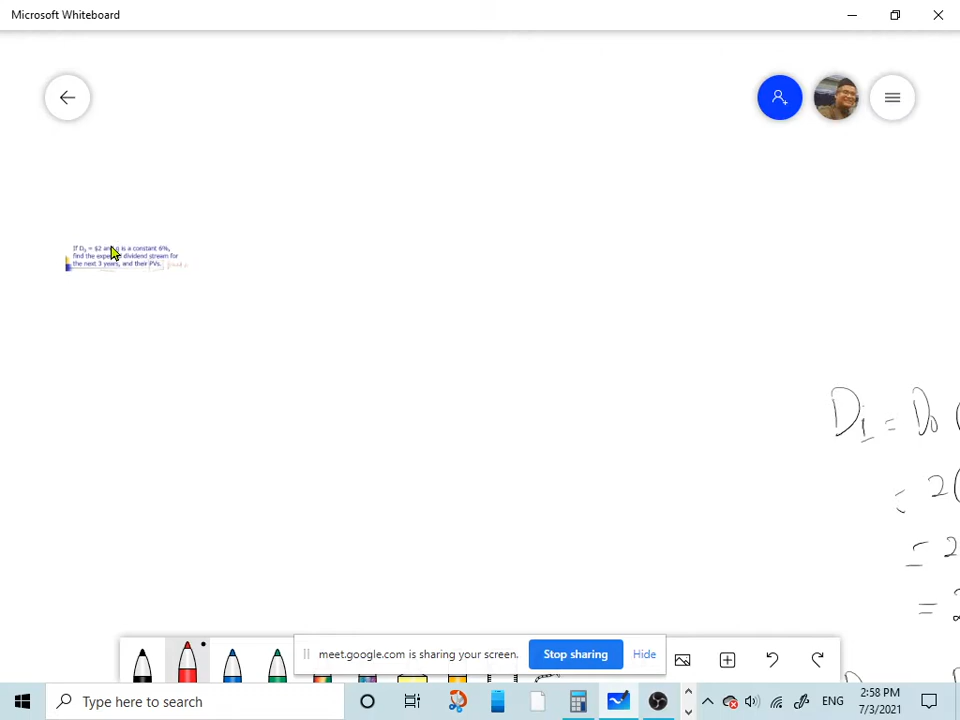 Microsoft Whiteboard
If D₀ = $2 and g is a constant 6%,
find the expected dividend stream for
the next 3 years, and their PVs.
D₁ = D₀ (
= 2(
= 2
=
meet.google.com is sharing your screen.
Stop sharing
Hide
Type here to search
ENG
2:58 PM
7/3/2021